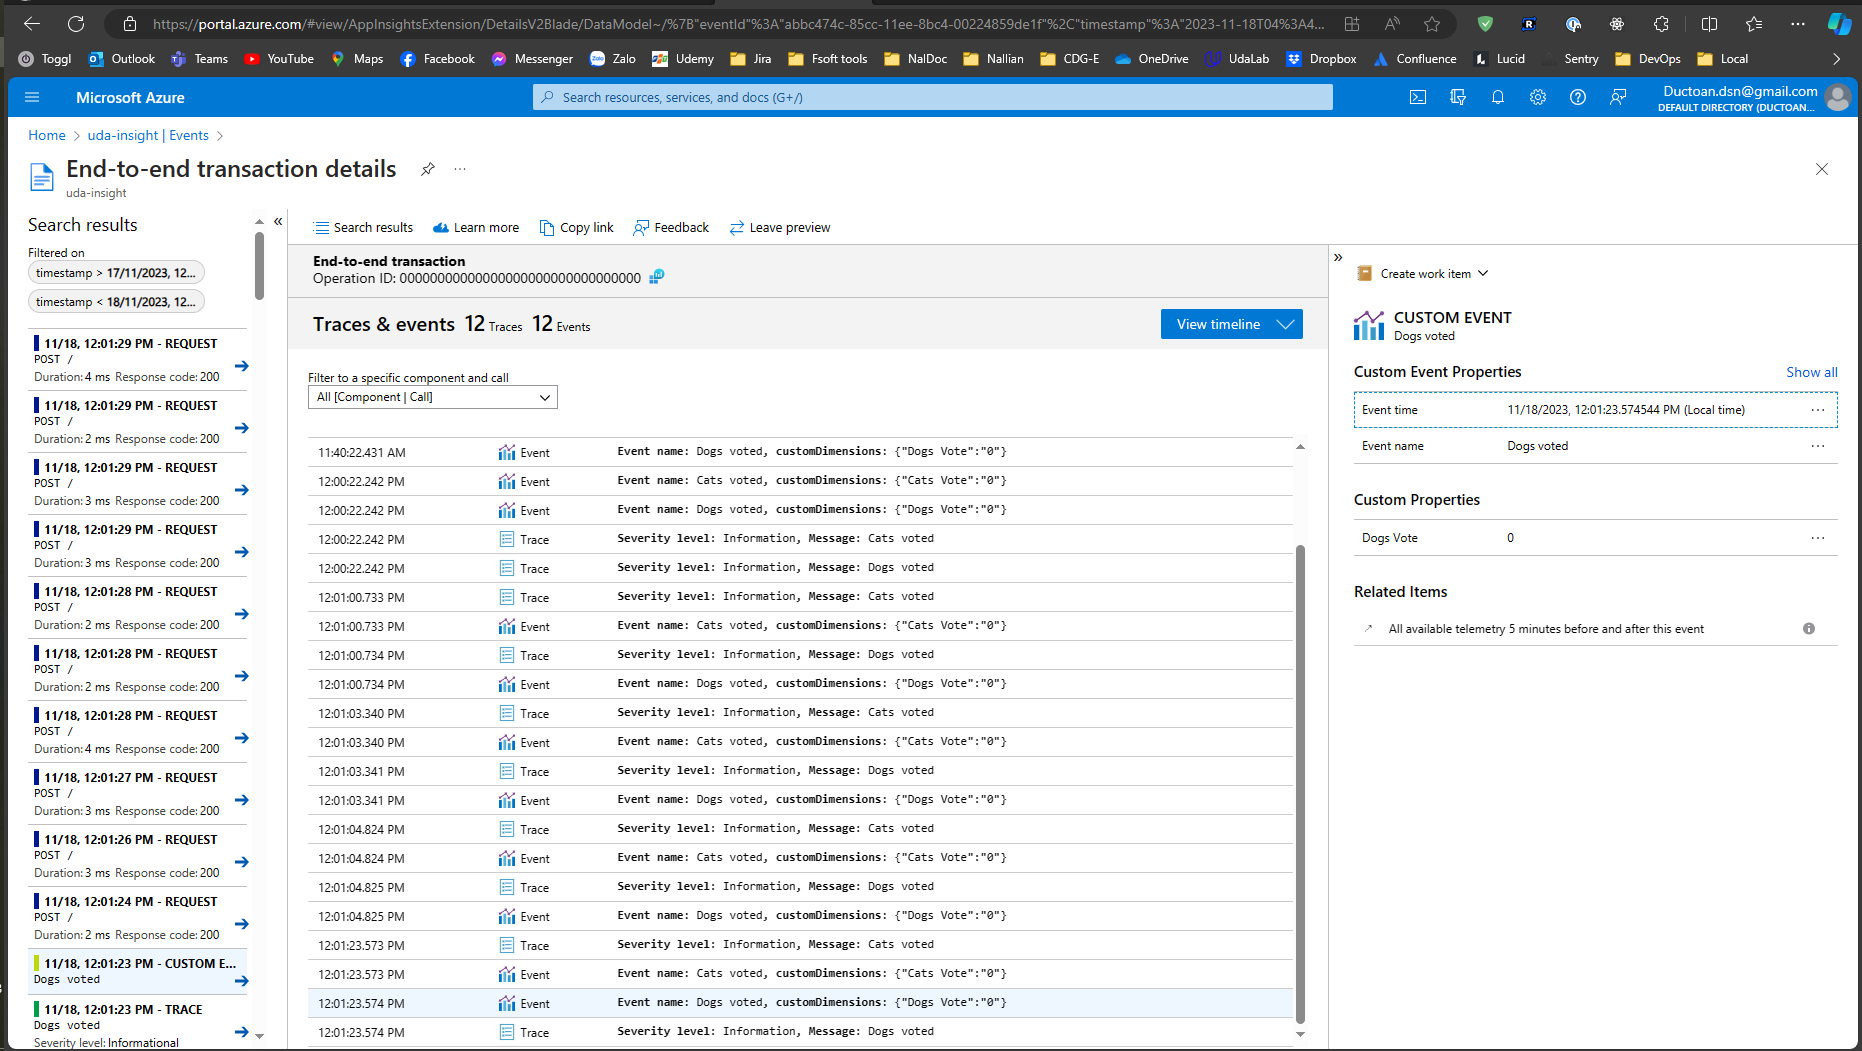 https://portal.azure.com/#view/AppInsightsExtension/DetailsV2Blade/DataModel~/%7B"eventId"%3A"abbc474c-85cc-11ee-8bc4-00224859de1f"%2C"timestamp"%3A"2023-11-18T04%3A4...
Toggl Outlook Teams YouTube Maps Facebook Messenger Zalo Udemy Jira Fsoft tools NalDoc Nallian CDG-E OneDrive UdaLab Dropbox Confluence Lucid Sentry DevOps Local
Microsoft Azure
Search resources, services, and docs (G+/)
Ductoan.dsn@gmail.com
DEFAULT DIRECTORY (DUCTOAN...
Home > uda-insight | Events >
End-to-end transaction details
uda-insight
Search results
Filtered on
timestamp > 17/11/2023, 12...
timestamp < 18/11/2023, 12...
11/18, 12:01:29 PM - REQUEST
POST /
Duration: 4 ms Response code: 200
11/18, 12:01:29 PM - REQUEST
POST /
Duration: 2 ms Response code: 200
11/18, 12:01:29 PM - REQUEST
POST /
Duration: 3 ms Response code: 200
11/18, 12:01:29 PM - REQUEST
POST /
Duration: 3 ms Response code: 200
11/18, 12:01:28 PM - REQUEST
POST /
Duration: 2 ms Response code: 200
11/18, 12:01:28 PM - REQUEST
POST /
Duration: 2 ms Response code: 200
11/18, 12:01:28 PM - REQUEST
POST /
Duration: 4 ms Response code: 200
11/18, 12:01:27 PM - REQUEST
POST /
Duration: 3 ms Response code: 200
11/18, 12:01:26 PM - REQUEST
POST /
Duration: 3 ms Response code: 200
11/18, 12:01:24 PM - REQUEST
POST /
Duration: 2 ms Response code: 200
11/18, 12:01:23 PM - CUSTOM E...
Dogs voted
11/18, 12:01:23 PM - TRACE
Dogs voted
Severity level: Informational
Search results Learn more Copy link Feedback Leave preview
End-to-end transaction
Operation ID: 00000000000000000000000000000000
Traces & events 12 Traces 12 Events
View timeline
Filter to a specific component and call
All [Component | Call]
11:40:22.431 AM Event Event name: Dogs voted, customDimensions: {"Dogs Vote":"0"}
12:00:22.242 PM Event Event name: Cats voted, customDimensions: {"Cats Vote":"0"}
12:00:22.242 PM Event Event name: Dogs voted, customDimensions: {"Dogs Vote":"0"}
12:00:22.242 PM Trace Severity level: Information, Message: Cats voted
12:00:22.242 PM Trace Severity level: Information, Message: Dogs voted
12:01:00.733 PM Trace Severity level: Information, Message: Cats voted
12:01:00.733 PM Event Event name: Cats voted, customDimensions: {"Cats Vote":"0"}
12:01:00.734 PM Trace Severity level: Information, Message: Dogs voted
12:01:00.734 PM Event Event name: Dogs voted, customDimensions: {"Dogs Vote":"0"}
12:01:03.340 PM Trace Severity level: Information, Message: Cats voted
12:01:03.340 PM Event Event name: Cats voted, customDimensions: {"Cats Vote":"0"}
12:01:03.341 PM Trace Severity level: Information, Message: Dogs voted
12:01:03.341 PM Event Event name: Dogs voted, customDimensions: {"Dogs Vote":"0"}
12:01:04.824 PM Trace Severity level: Information, Message: Cats voted
12:01:04.824 PM Event Event name: Cats voted, customDimensions: {"Cats Vote":"0"}
12:01:04.825 PM Trace Severity level: Information, Message: Dogs voted
12:01:04.825 PM Event Event name: Dogs voted, customDimensions: {"Dogs Vote":"0"}
12:01:23.573 PM Trace Severity level: Information, Message: Cats voted
12:01:23.573 PM Event Event name: Cats voted, customDimensions: {"Cats Vote":"0"}
12:01:23.574 PM Event Event name: Dogs voted, customDimensions: {"Dogs Vote":"0"}
12:01:23.574 PM Trace Severity level: Information, Message: Dogs voted
Create work item
CUSTOM EVENT
Dogs voted
Custom Event Properties Show all
Event time 11/18/2023, 12:01:23.574544 PM (Local time) ...
Event name Dogs voted ...
Custom Properties
Dogs Vote 0 ...
Related Items
All available telemetry 5 minutes before and after this event